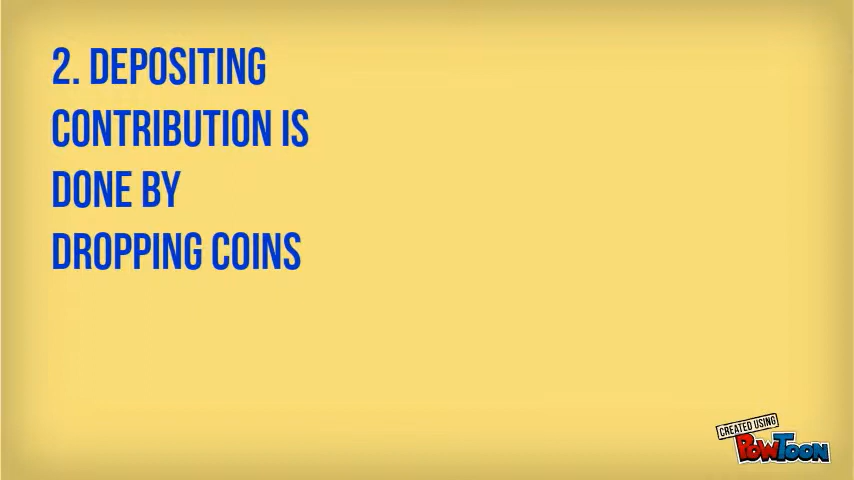 2. DEPOSITING
CONTRIBUTION IS
DONE BY
DROPPING COINS
CREATED USING
POWTOON